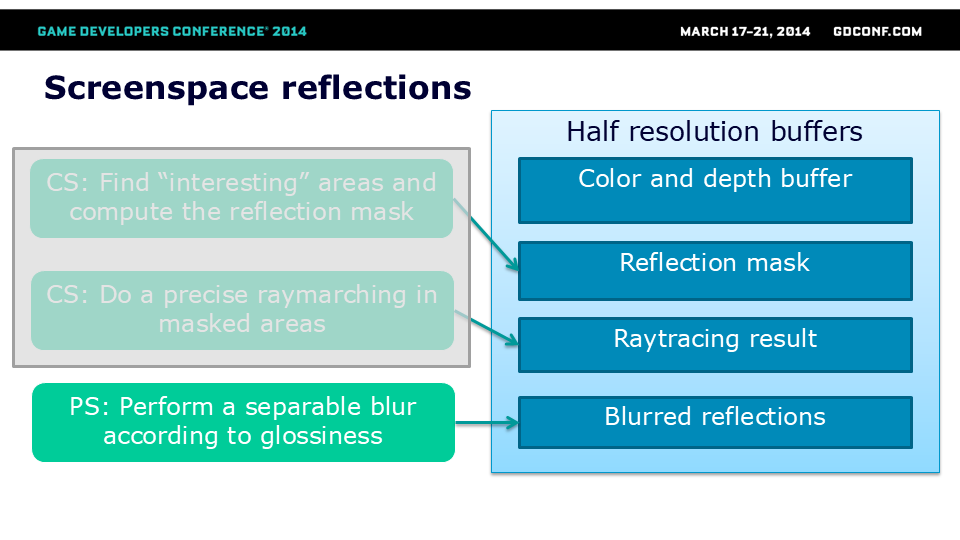 GAME DEVELOPERS CONFERENCE® 2014
MARCH 17–21, 2014
GDCONF.COM
Screenspace reflections
CS: Find “interesting” areas and
compute the reflection mask
CS: Do a precise raymarching in
masked areas
PS: Perform a separable blur
according to glossiness
Half resolution buffers
Color and depth buffer
Reflection mask
Raytracing result
Blurred reflections